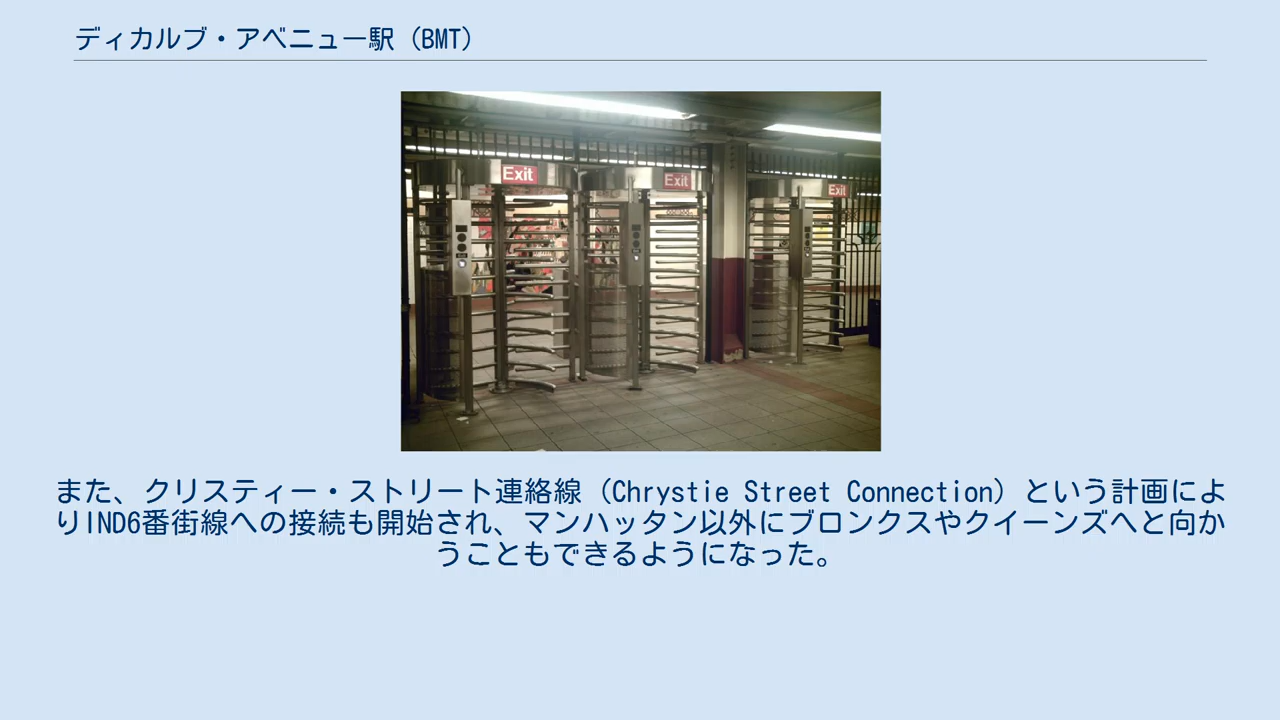 ディカルブ・アベニュー駅（BMT）
Exit
Exit
Exit
また、クリスティー・ストリート連絡線（Chrystie Street Connection）という計画によ
りIND6番街線への接続も開始され、マンハッタン以外にブロンクスやクイーンズへと向か
うこともできるようになった。